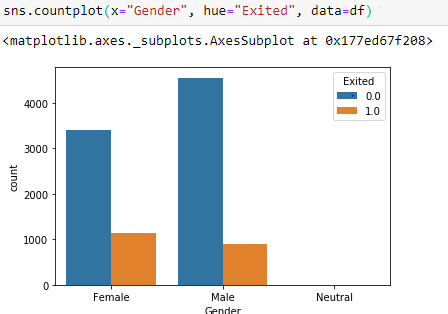 sns.countplot(x="Gender", hue="Exited", data=df)
<matplotlib.axes._subplots.AxesSubplot at 0x177ed67f208>
Exited
0.0
1.0
4000
3000
2000
1000
0
count
Female Male Neutral
Gender